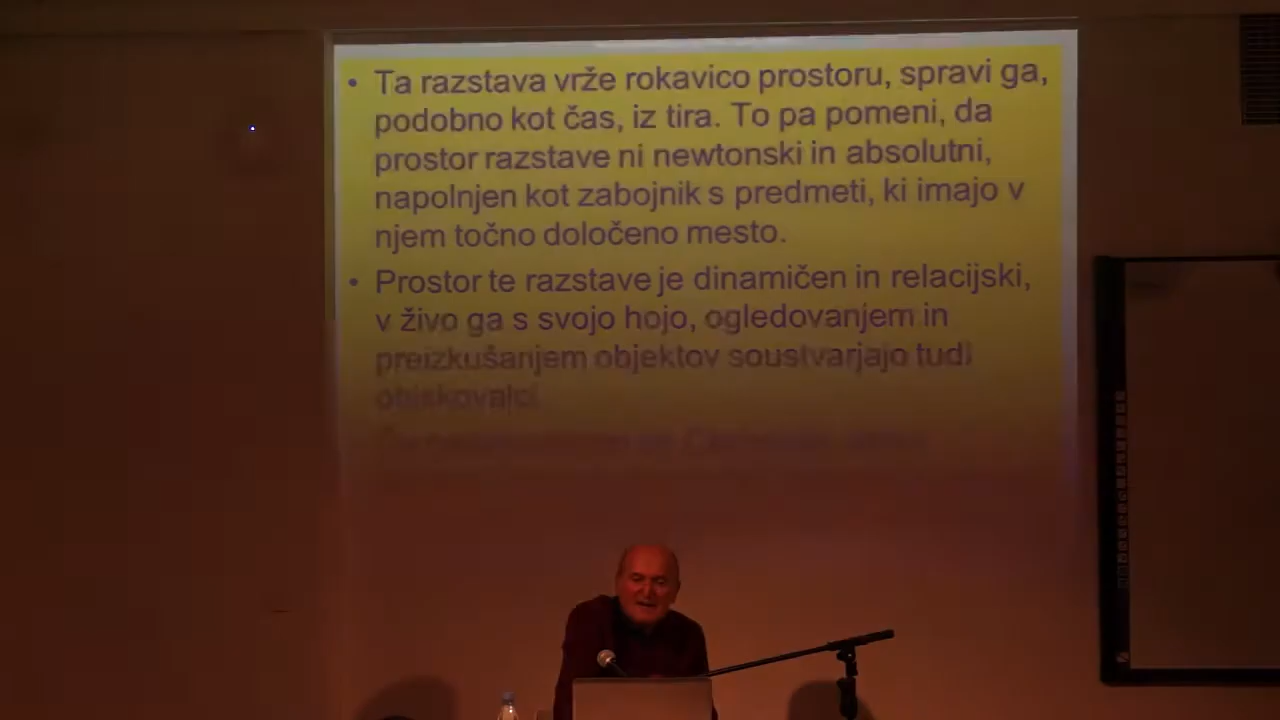 • Ta razstava vrže rokavico prostoru, spravi ga,
podobno kot čas, iz tira. To pa pomeni, da
prostor razstave ni newtonski in absolutni,
napolnjen kot zabojnik s predmeti, ki imajo v
njem točno določeno mesto.
• Prostor te razstave je dinamičen in relacijski,
v živo ga s svojo hojo, ogledovanjem in
preizkušanjem objektov soustvarjajo tudi
obiskovalci.